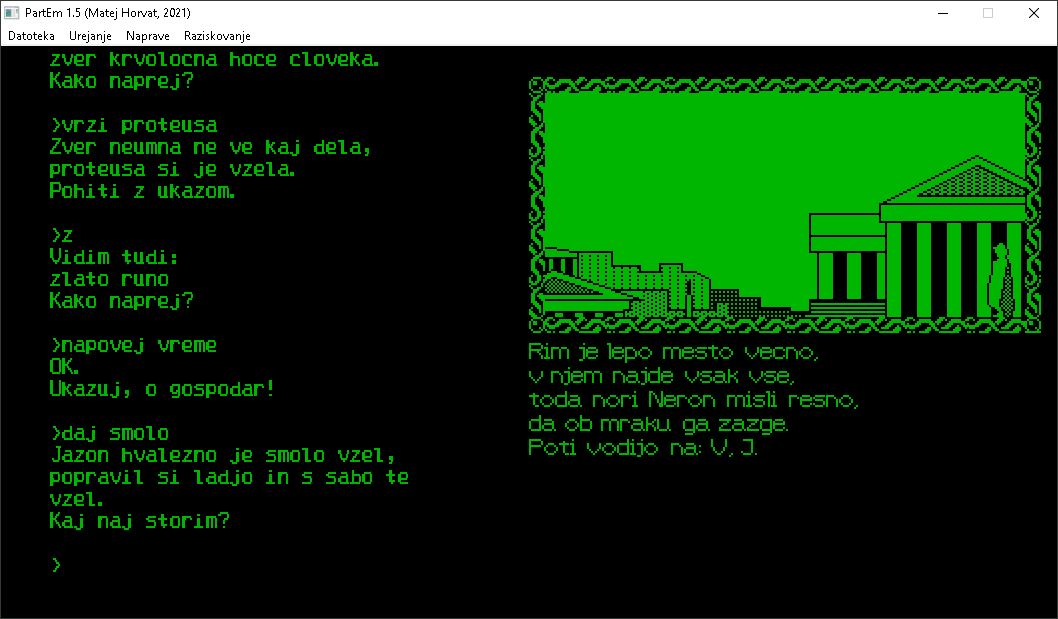 PartEm 1.5 (Matej Horvat, 2021)
Datoteka Urejanje Naprave Raziskovanje
zver krvolocna hoce cloveka.
Kako naprej?
>vrzi proteusa
Zver neumna ne ve kaj dela,
proteusa si je vzela.
Pohiti z ukazom.
>z
Vidim tudi:
zlato runo
Kako naprej?
>napovej vreme
OK.
Ukazuj, o gospodar!
>daj smolo
Jazon hvalezno je smolo vzel,
popravil si ladjo in s sabo te
vzel.
Kaj naj storim?
>
Rim je lepo mesto vecno,
v njem najde vsak vse,
toda nori Neron misli resno,
da ob mraku ga zazge.
Poti vodijo na: V, J.